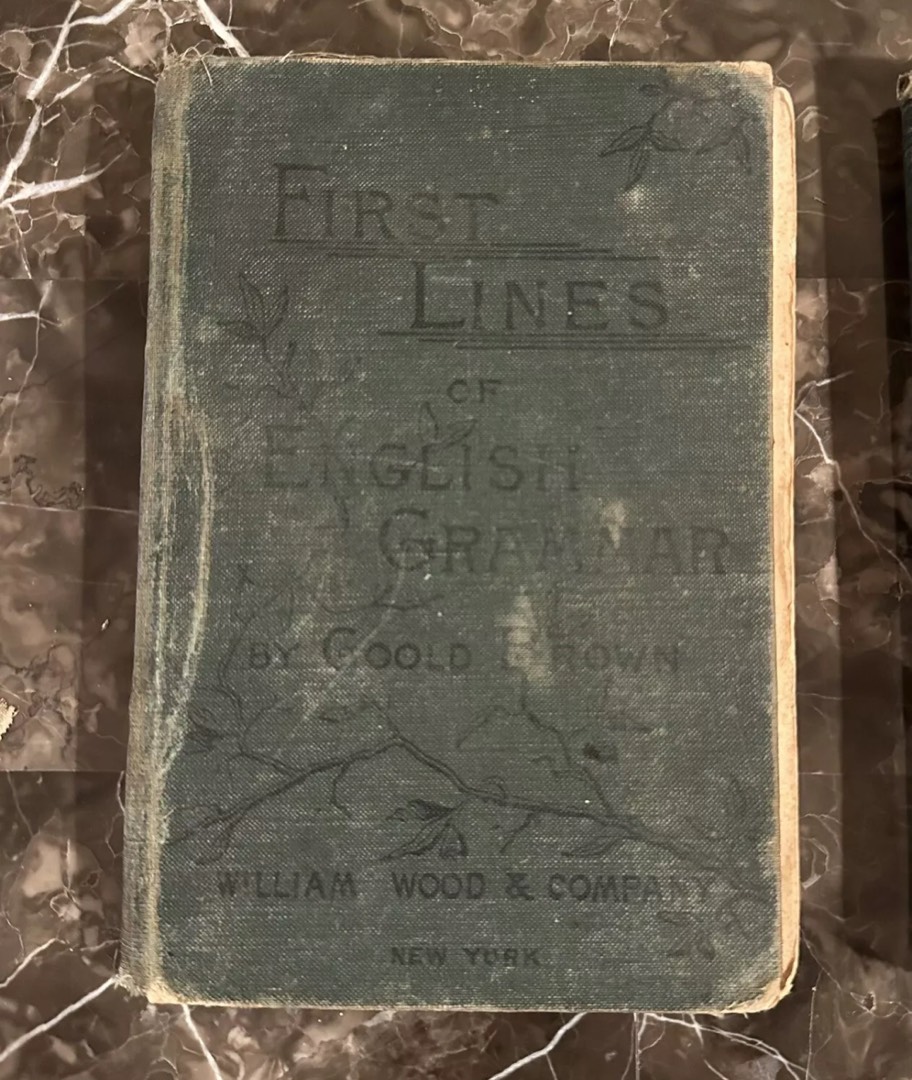 FIRST
LINES
OF
ENGLISH
GRAMMAR
BY GOOLD BROWN
WILLIAM WOOD & COMPANY
NEW YORK